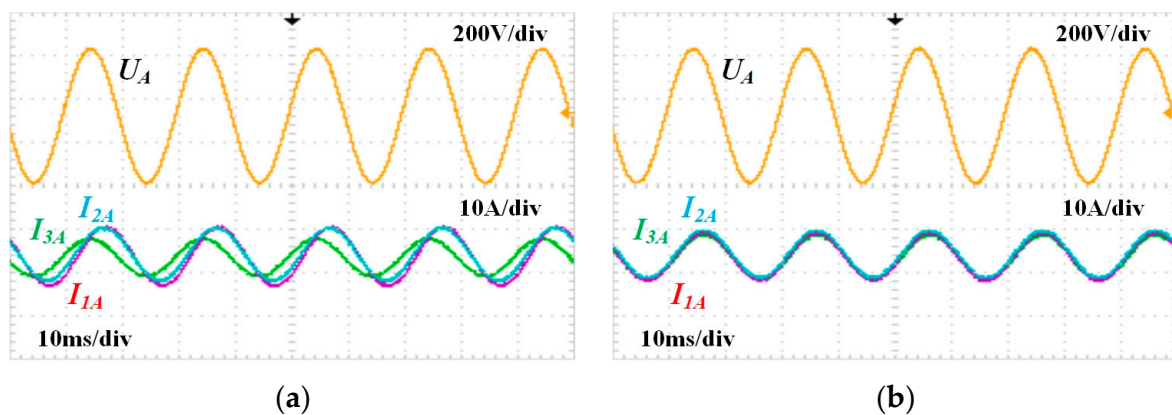 200V/div
U_A
I_2A
10A/div
I_3A
I_1A
10ms/div
(a)
200V/div
U_A
I_2A
10A/div
I_3A
I_1A
10ms/div
(b)